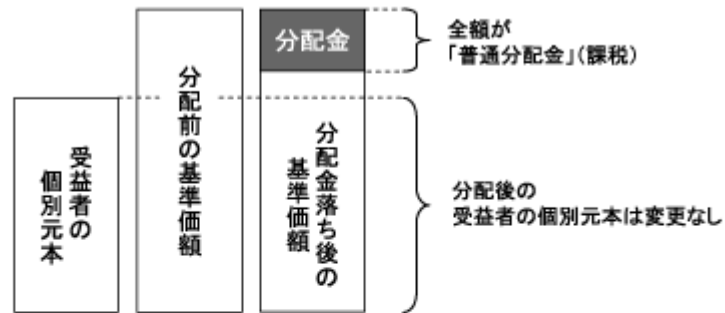 受益者の
個別元本
分配前の基準価額
分配金
分配金落ち後の
基準価額
全額が
「普通分配金」(課税)
分配後の
受益者の個別元本は変更なし